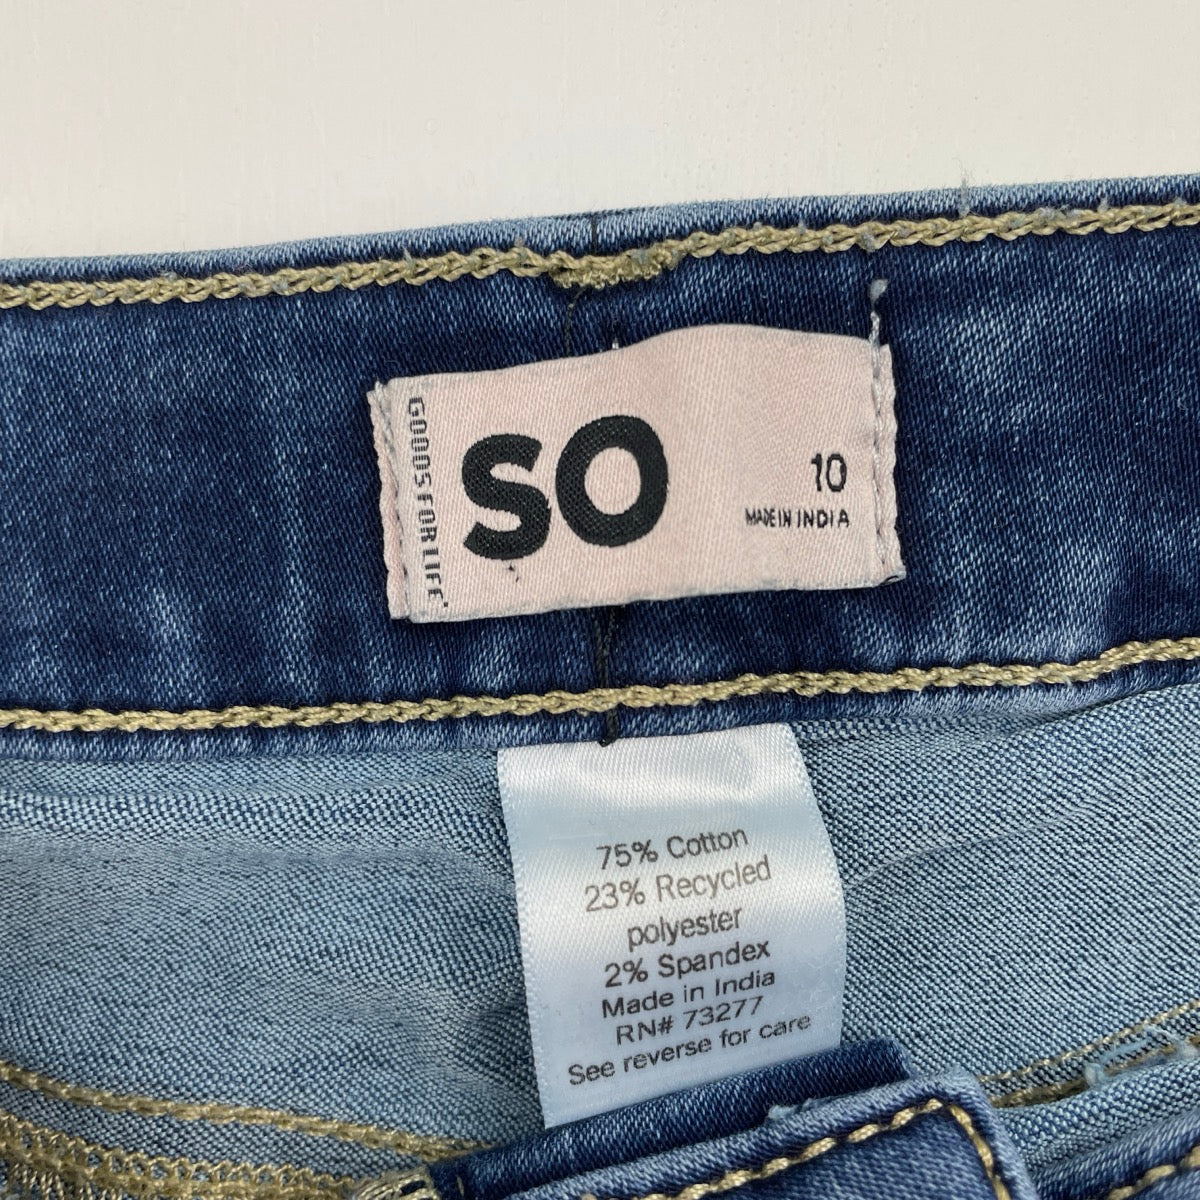 GOODS FOR LIFE
SO
10
MADE IN INDIA
75% Cotton
23% Recycled
polyester
2% Spandex
Made in India
RN# 73277
See reverse for care